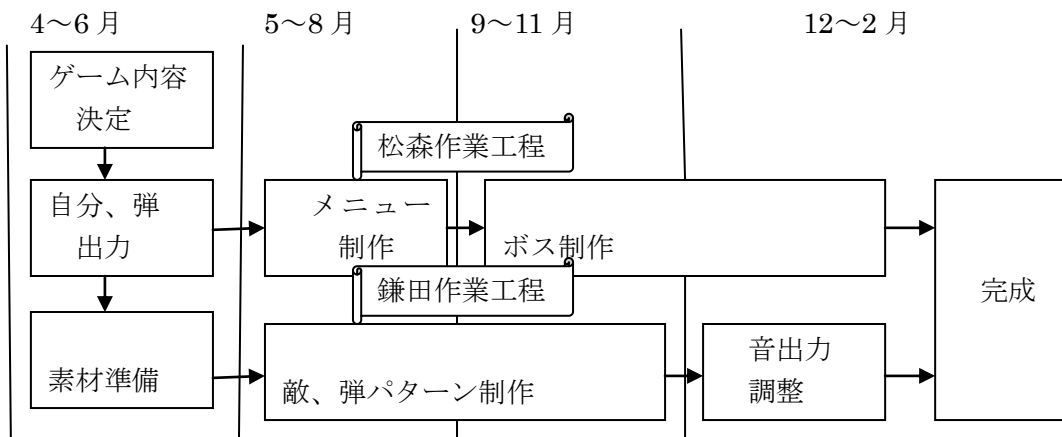 4～6 月
5～8 月
9～11 月
12～2 月
ゲーム内容
決定
松森作業工程
自分、弾
出力
メニュー
制作
ボス制作
鎌田作業工程
完成
素材準備
敵、弾パターン制作
音出力
調整